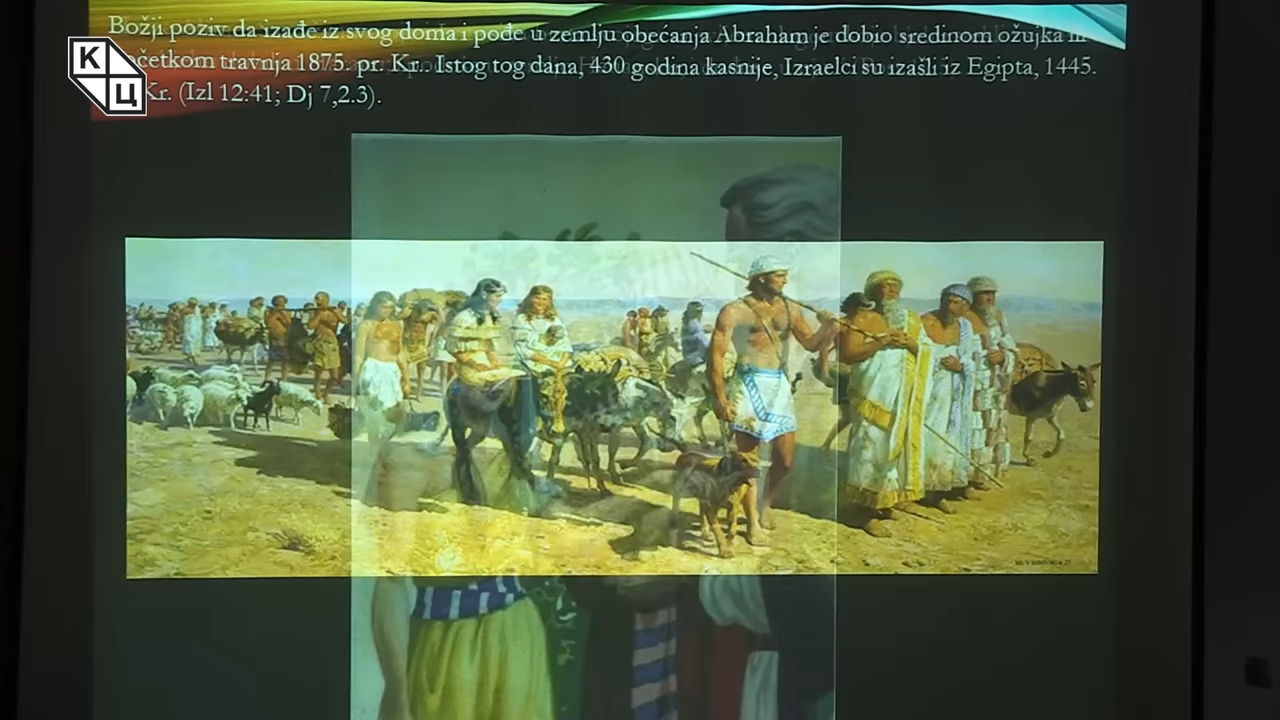 Božji poziv da izađe iz svog doma i pođe u zemlju obećanja Abraham je dobio sredinom ožujka
travnja 1875. pr. Kr.. Istog tog dana, 430 godina kasnije, Izraelci su izašli iz Egipta, 1445.
Kr. (Izl 12:41; Dj 7,2.3).
К
Ц